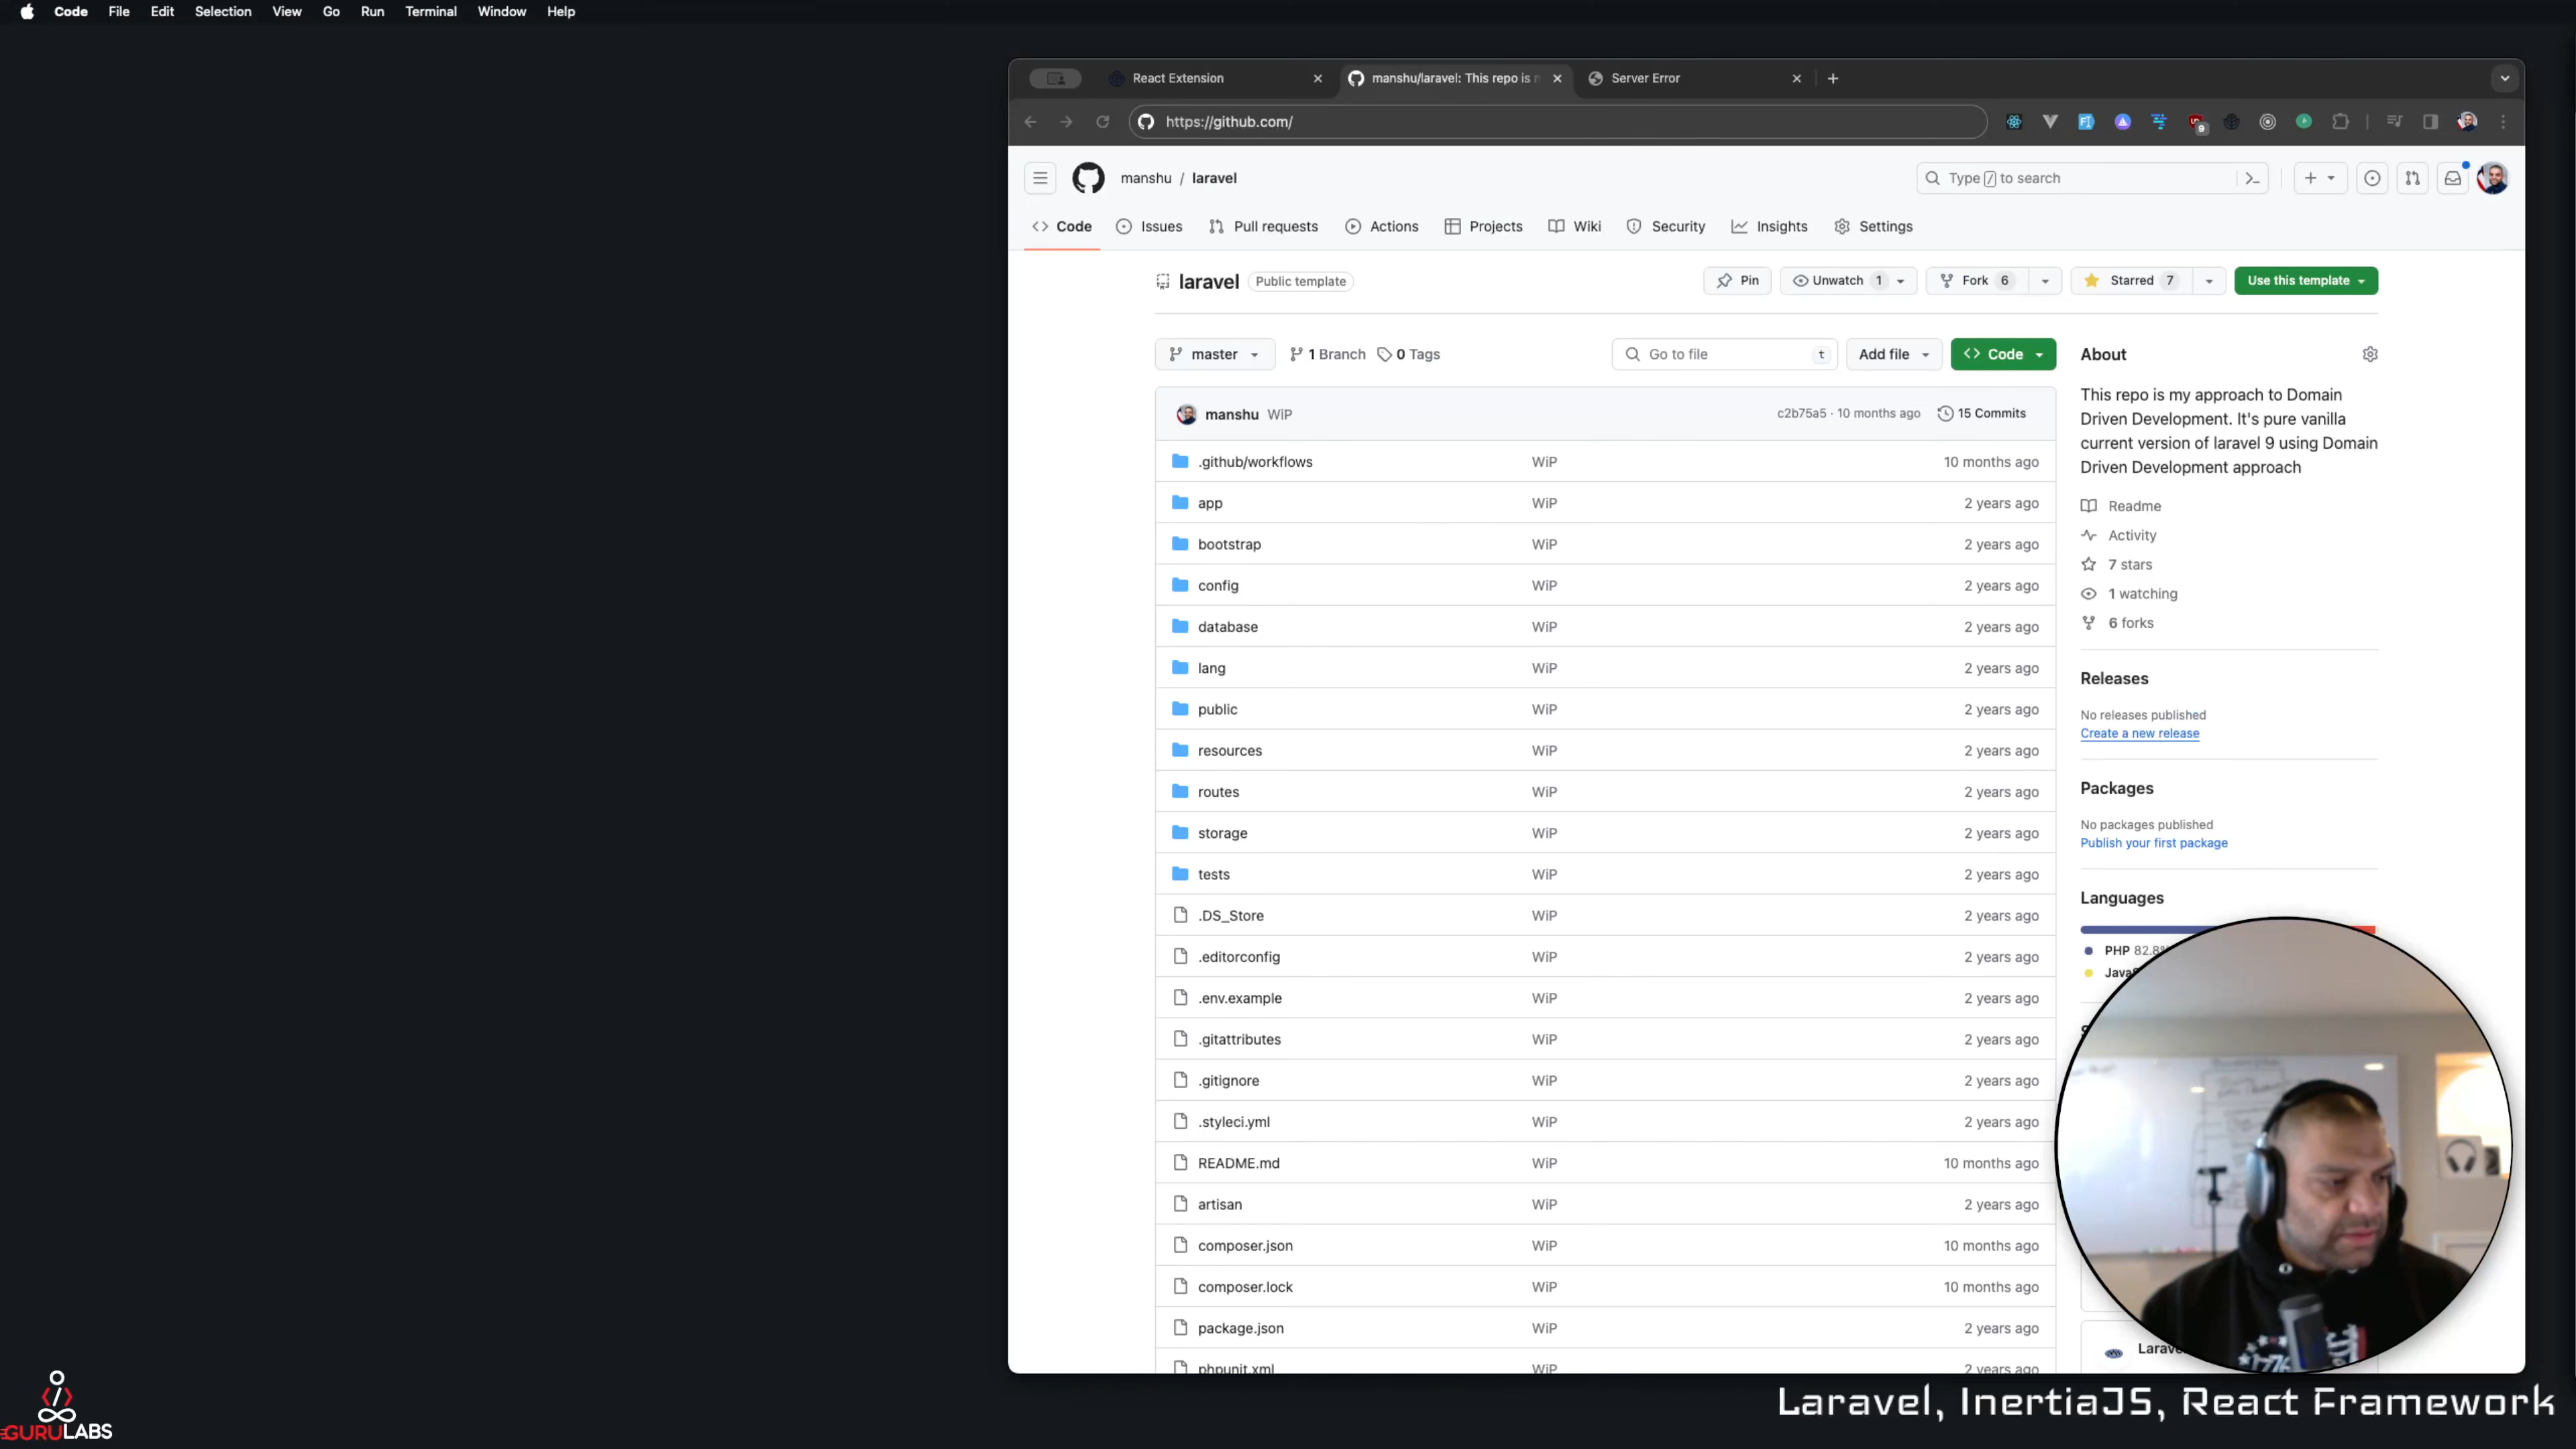 Code File Edit Selection View Go Run Terminal Window Help
React Extension
manshu/laravel: This repo is
Server Error
https://github.com/
9
manshu / laravel
Type / to search
Code Issues Pull requests Actions Projects Wiki Security Insights Settings
laravel Public template
Pin Unwatch 1 Fork 6 Starred 7 Use this template
master 1 Branch 0 Tags Go to file t Add file Code
manshu WiP c2b75a5 · 10 months ago 15 Commits
.github/workflows WiP 10 months ago
app WiP 2 years ago
bootstrap WiP 2 years ago
config WiP 2 years ago
database WiP 2 years ago
lang WiP 2 years ago
public WiP 2 years ago
resources WiP 2 years ago
routes WiP 2 years ago
storage WiP 2 years ago
tests WiP 2 years ago
.DS_Store WiP 2 years ago
.editorconfig WiP 2 years ago
.env.example WiP 2 years ago
.gitattributes WiP 2 years ago
.gitignore WiP 2 years ago
.styleci.yml WiP 2 years ago
README.md WiP 10 months ago
artisan WiP 2 years ago
composer.json WiP 10 months ago
composer.lock WiP 10 months ago
package.json WiP 2 years ago
phpunit.xml WiP 2 years ago
About
This repo is my approach to Domain
Driven Development. It's pure vanilla
current version of laravel 9 using Domain
Driven Development approach
Readme
Activity
7 stars
1 watching
6 forks
Releases
No releases published
Create a new release
Packages
No packages published
Publish your first package
Languages
PHP 82.8%
1776
GURULABS
Laravel, InertiaJS, React Framework